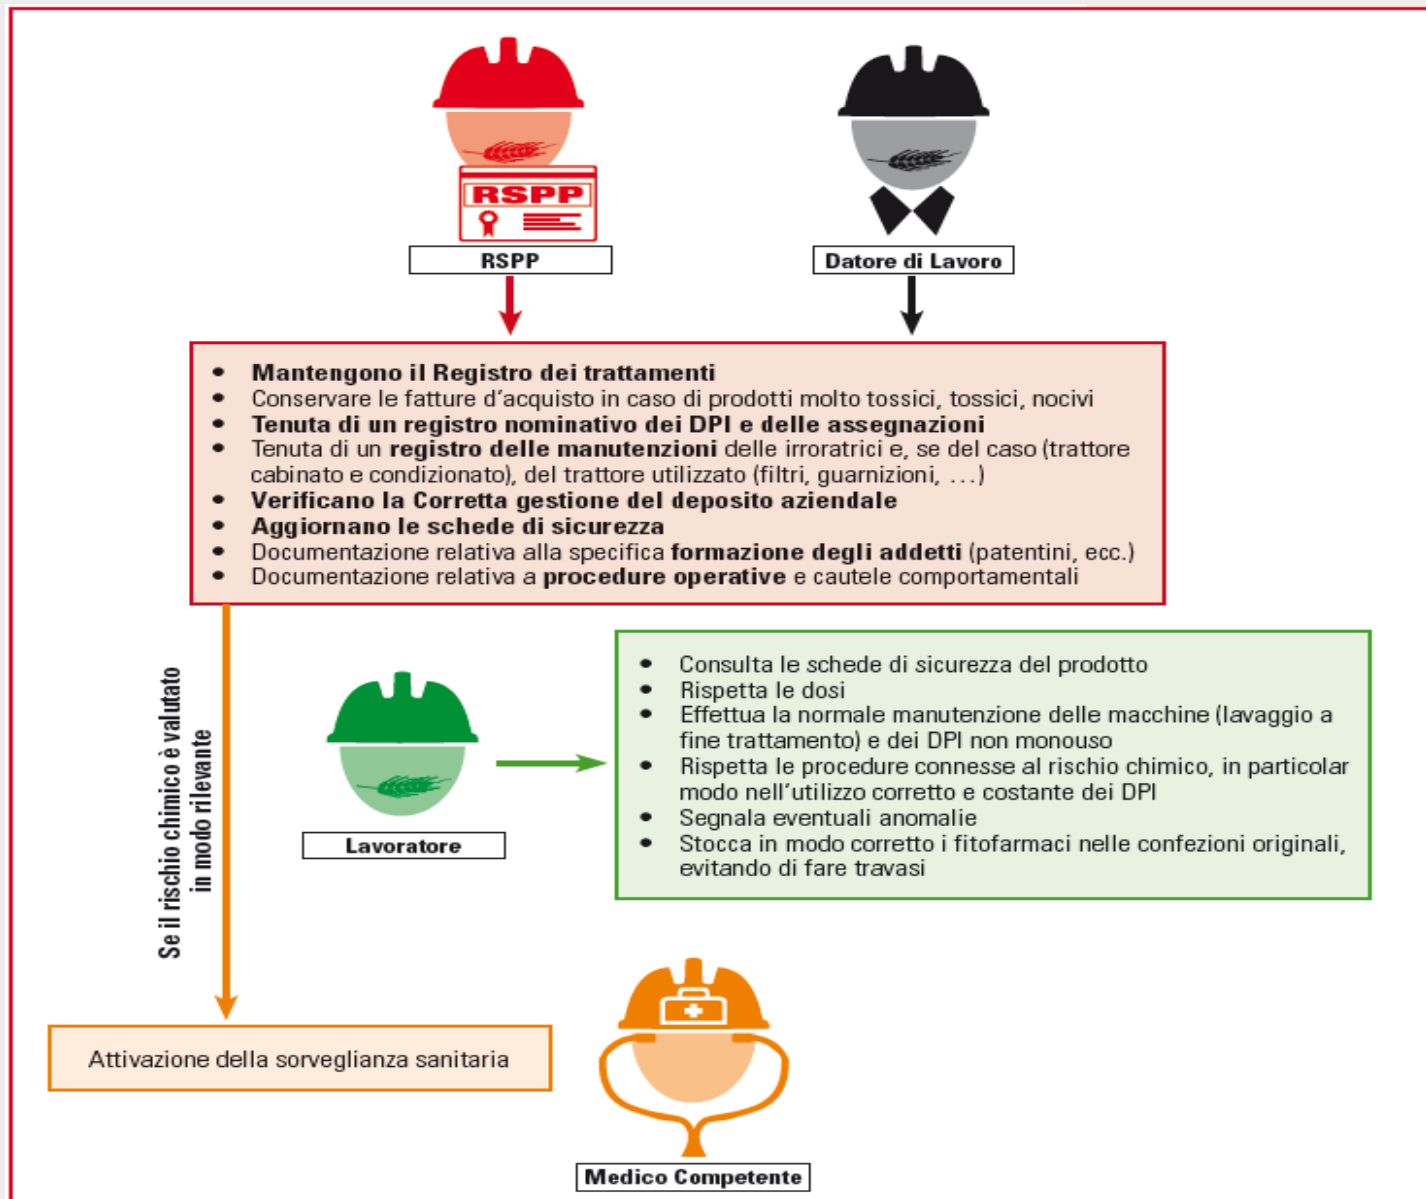 RSPP
RSPP
Datore di Lavoro
• Mantengono il Registro dei trattamenti
• Conservare le fatture d'acquisto in caso di prodotti molto tossici, tossici, nocivi
• Tenuta di un registro nominativo dei DPI e delle assegnazioni
• Tenuta di un registro delle manutenzioni delle irroratrici e, se del caso (trattore
cabinato e condizionato), del trattore utilizzato (filtri, guarnizioni, …)
• Verificano la Corretta gestione del deposito aziendale
• Aggiornano le schede di sicurezza
• Documentazione relativa alla specifica formazione degli addetti (patentini, ecc.)
• Documentazione relativa a procedure operative e cautele comportamentali
Se il rischio chimico è valutato
in modo rilevante
Lavoratore
• Consulta le schede di sicurezza del prodotto
• Rispetta le dosi
• Effettua la normale manutenzione delle macchine (lavaggio a
fine trattamento) e dei DPI non monouso
• Rispetta le procedure connesse al rischio chimico, in particolar
modo nell'utilizzo corretto e costante dei DPI
• Segnala eventuali anomalie
• Stocca in modo corretto i fitofarmaci nelle confezioni originali,
evitando di fare travasi
Attivazione della sorveglianza sanitaria
Medico Competente